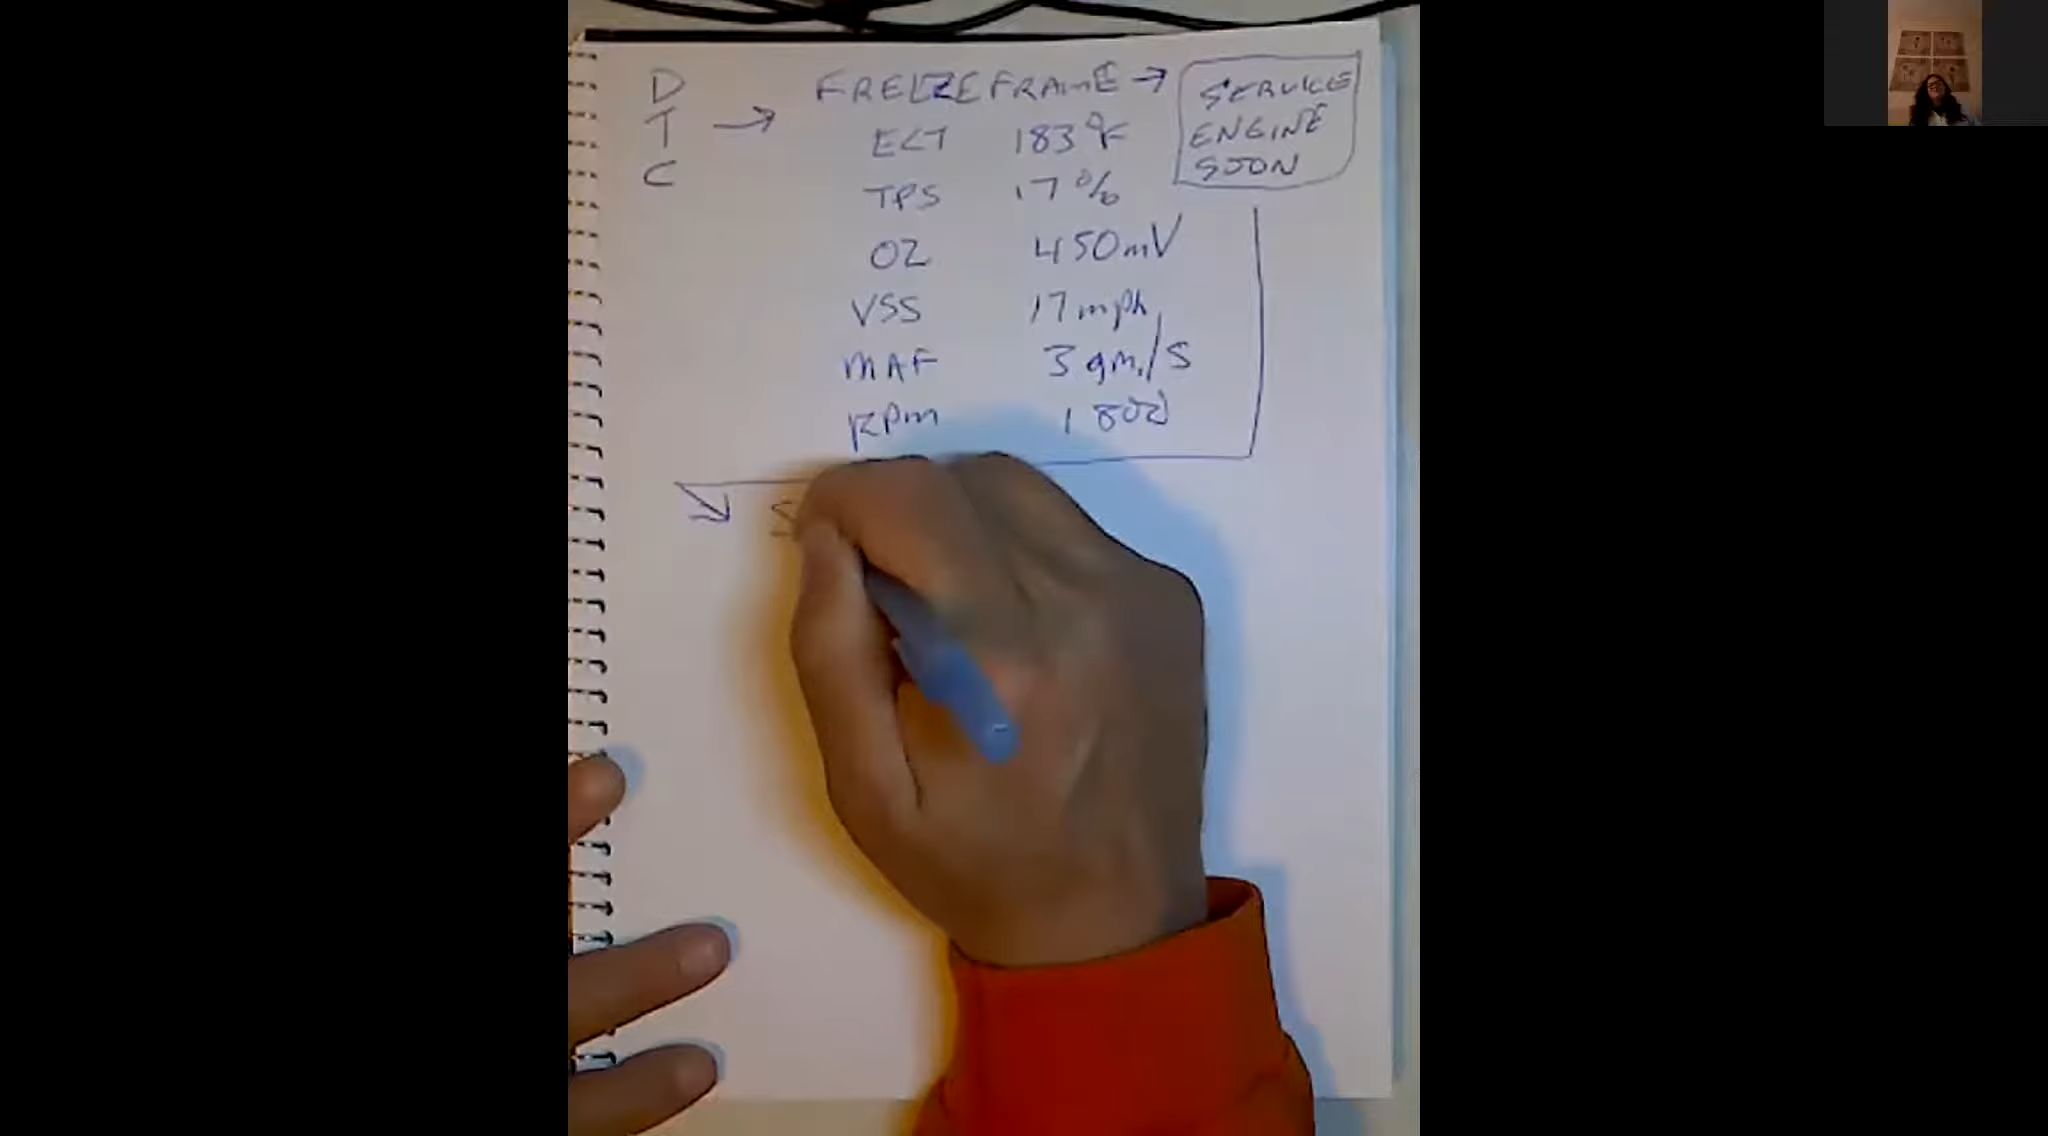 D
T
C
→ FREEZE FRAME →
SERVICE
ENGINE
SOON
ECT 183°F
TPS 17%
O2 450mV
VSS 17mph
MAF 3 gm/s
RPM 1800